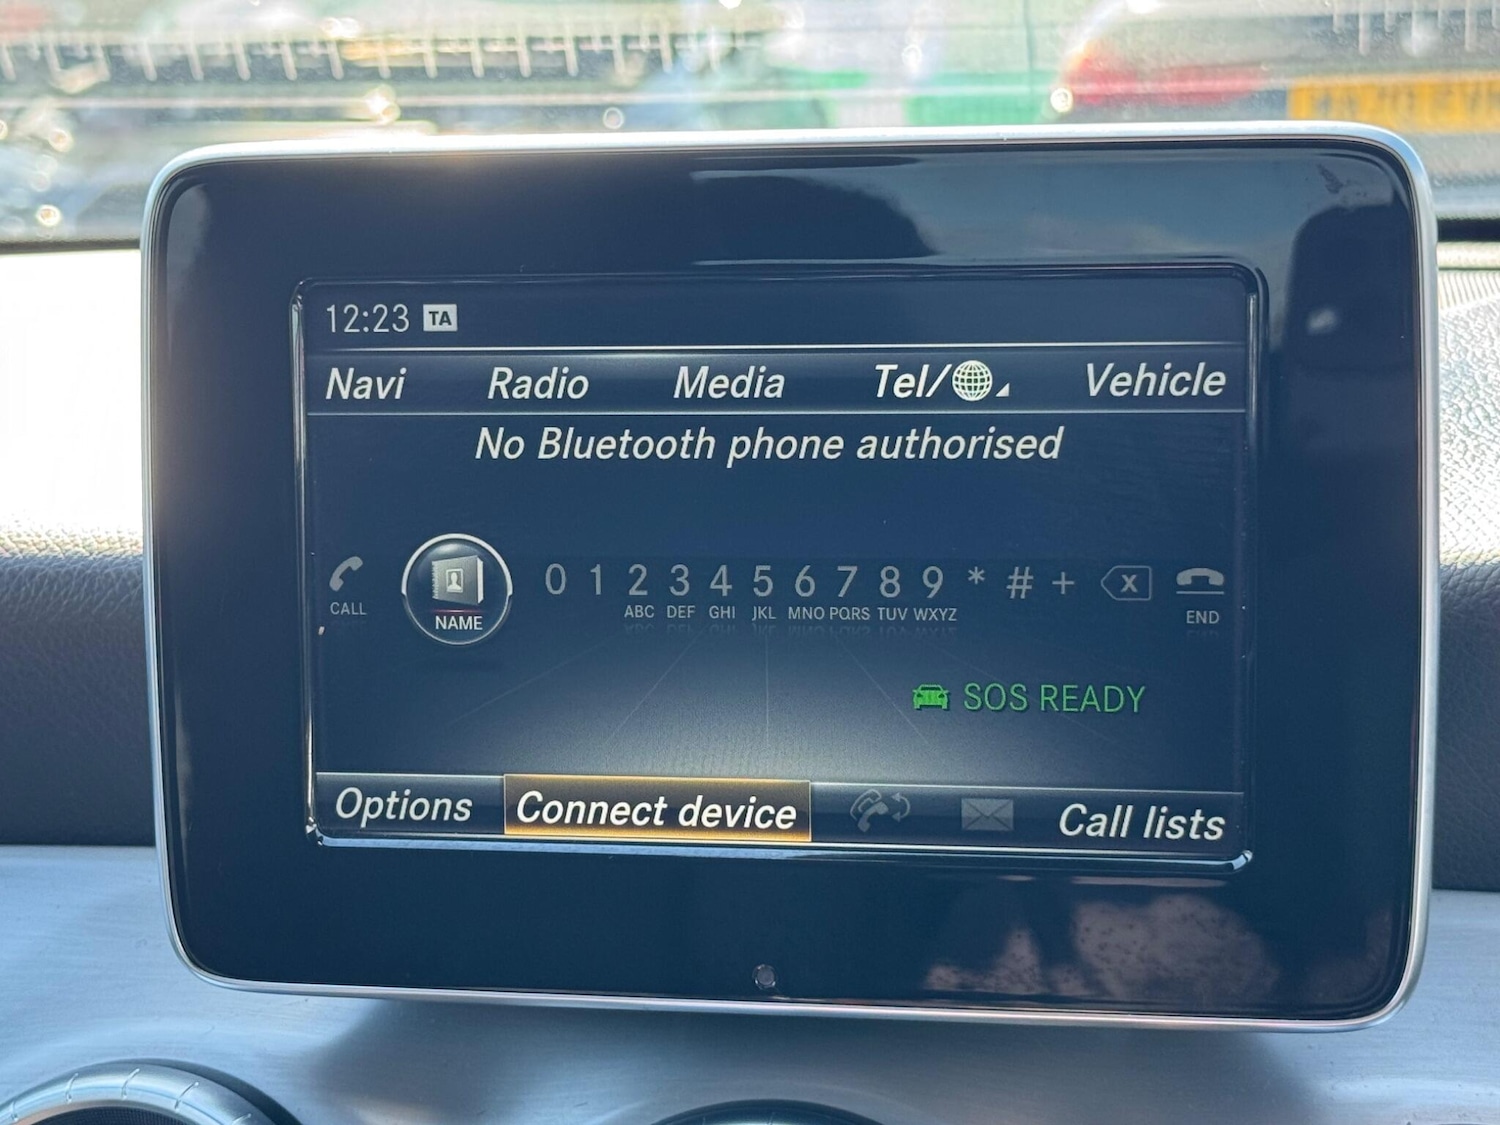 12:23 TA
Navi Radio Media Tel/ Vehicle
No Bluetooth phone authorised
0 1 2 3 4 5 6 7 8 9 * # + X
CALL NAME ABC DEF GHI JKL MNO PQRS TUV WXYZ END
SOS READY
Options Connect device Call lists